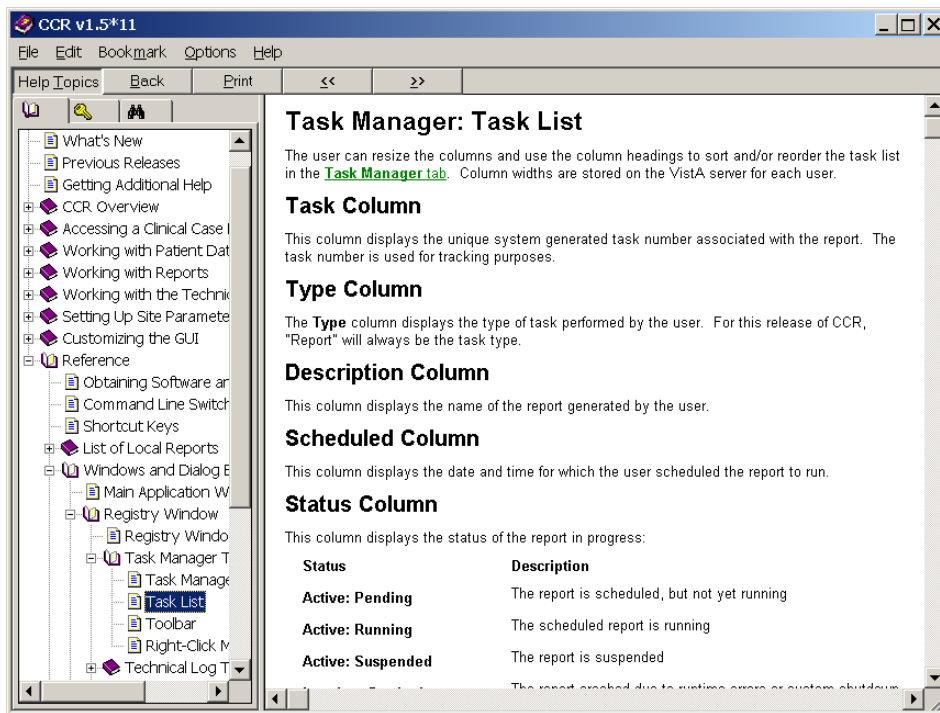 CCR v1.5*11
File Edit Bookmark Options Help
Help Topics Back Print << >>
What's New
Previous Releases
Getting Additional Help
CCR Overview
Accessing a Clinical Case
Working with Patient Dat
Working with Reports
Working with the Techni
Setting Up Site Paramete
Customizing the GUI
Reference
Obtaining Software ar
Command Line Switch
Shortcut Keys
List of Local Reports
Windows and Dialog
Main Application W
Registry Window
Registry Windo
Task Manager T
Task Manage
Task List
Toolbar
Right-Click M
Technical Log T
Task Manager: Task List
The user can resize the columns and use the column headings to sort and/or reorder the task list
in the Task Manager tab. Column widths are stored on the VistA server for each user.
Task Column
This column displays the unique system generated task number associated with the report. The
task number is used for tracking purposes.
Type Column
The Type column displays the type of task performed by the user. For this release of CCR,
"Report" will always be the task type.
Description Column
This column displays the name of the report generated by the user.
Scheduled Column
This column displays the date and time for which the user scheduled the report to run.
Status Column
This column displays the status of the report in progress:
Status Description
Active: Pending The report is scheduled, but not yet running
Active: Running The scheduled report is running
Active: Suspended The report is suspended
The report crashed due to runtime errors or system shutdown